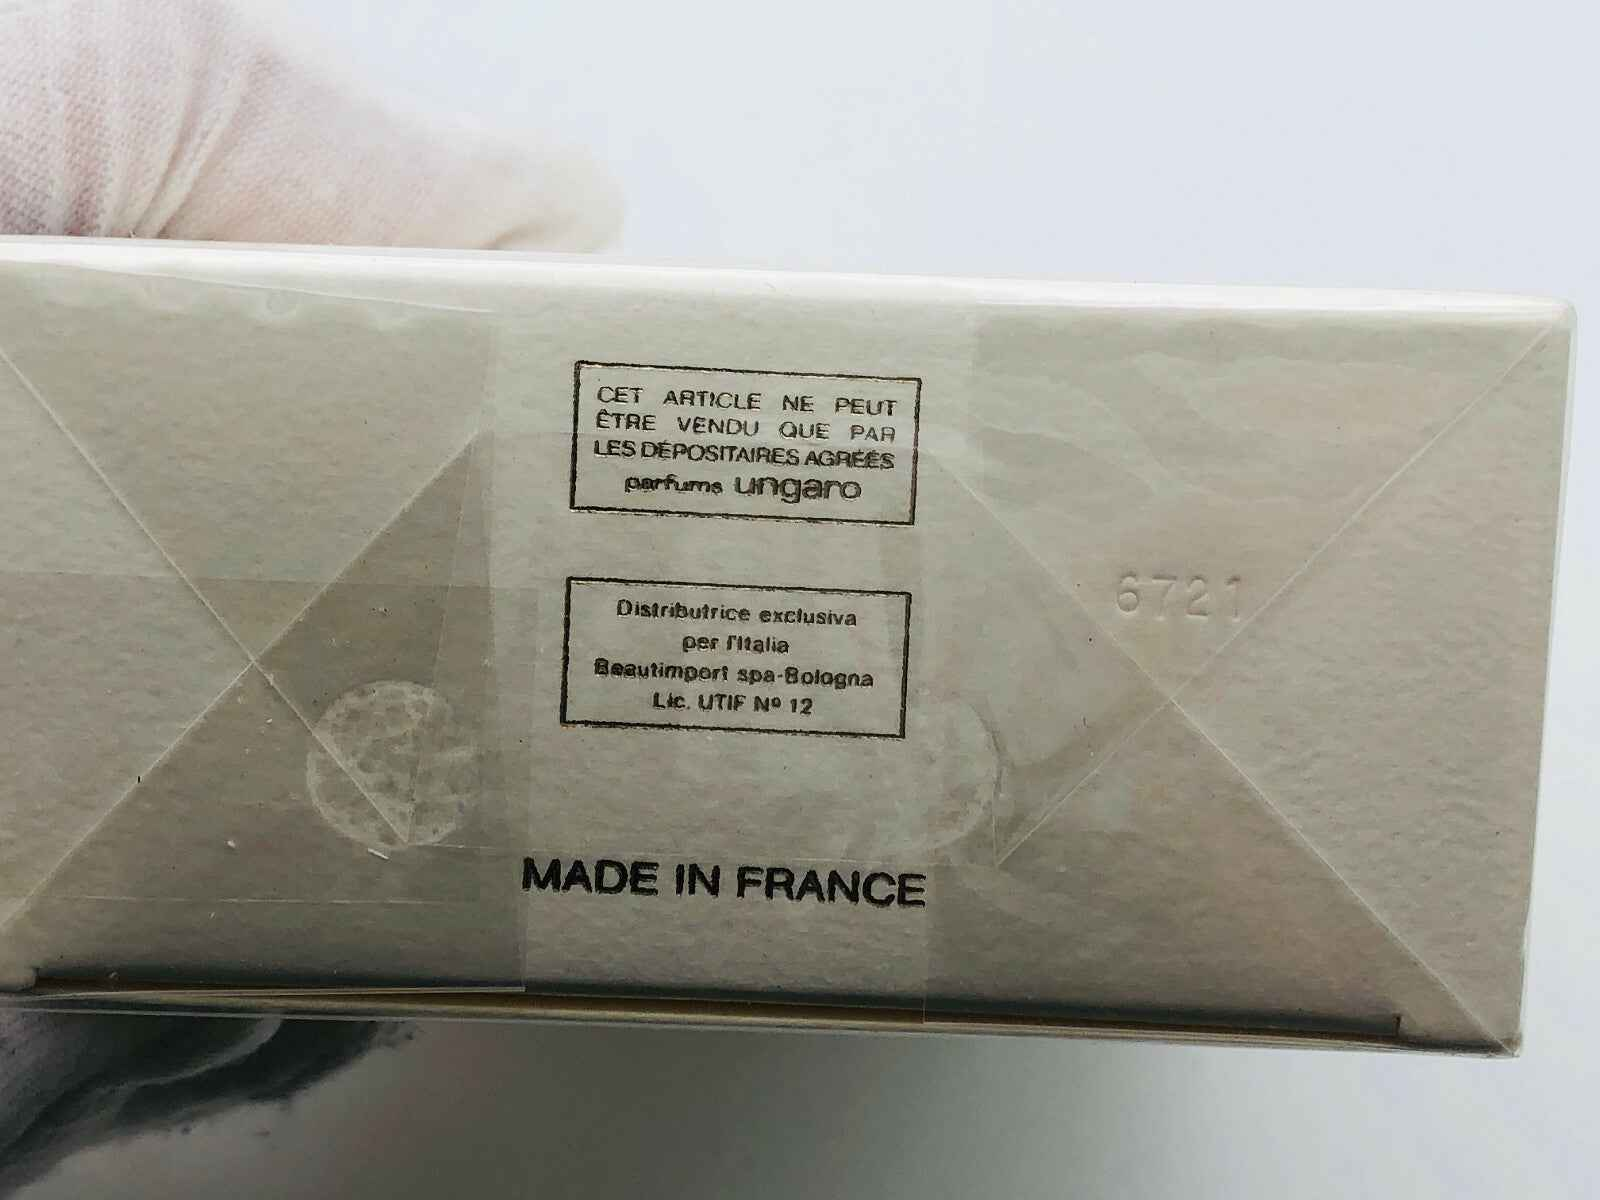 CET ARTICLE NE PEUT
ÊTRE VENDU QUE PAR
LES DÉPOSITAIRES AGRÉÉS
parfums ungaro
Distributrice exclusiva
per l'Italia
Beautimport spa-Bologna
Lic. UTIF Nº 12
6721
MADE IN FRANCE